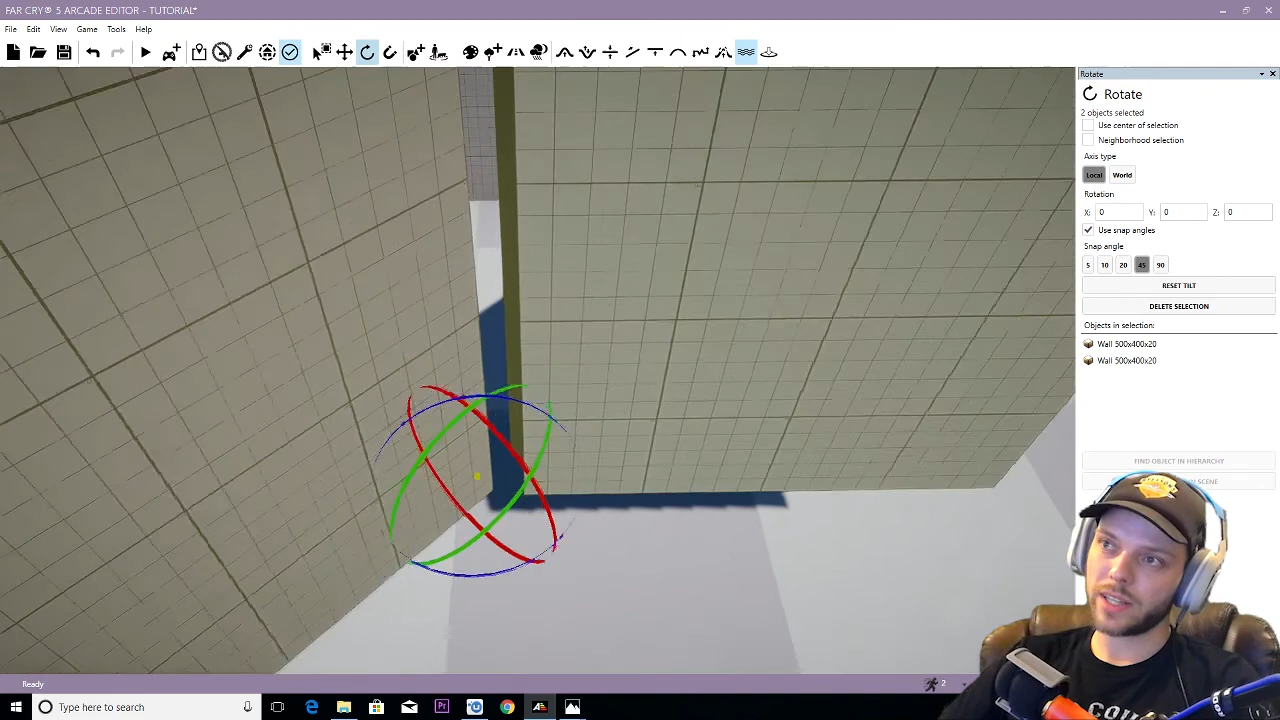 FAR CRY 5 ARCADE EDITOR - TUTORIAL*
File Edit View Game Tools Help
Rotate
Rotate
2 objects selected
Use center of selection
Neighborhood selection
Axis type
Local World
Rotation
X: 0 Y: 0 Z: 0
Use snap angles
Snap angle
5 10 20 45 90
RESET TILT
DELETE SELECTION
Objects in selection:
Wall 500x400x20
Wall 500x400x20
FIND OBJECT IN HIERARCHY
SCENE
Ready
2
Type here to search